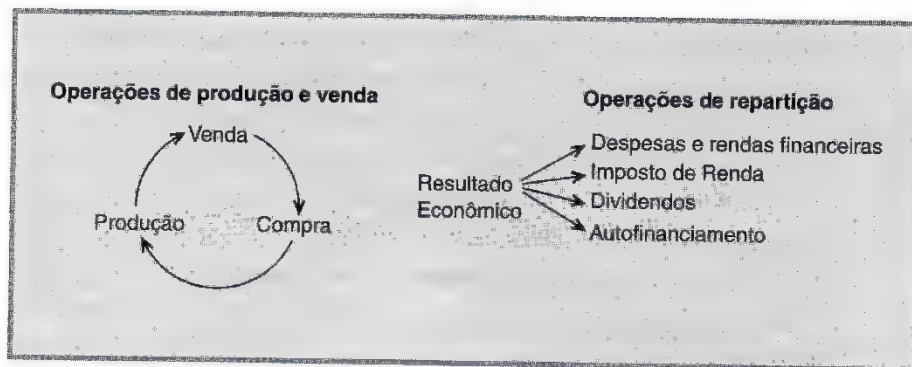 Operações de produção e venda
Venda
Produção
Compra
Operações de repartição
Resultado
Econômico
Despesas e rendas financeiras
Imposto de Renda
Dividendos
Autofinanciamento